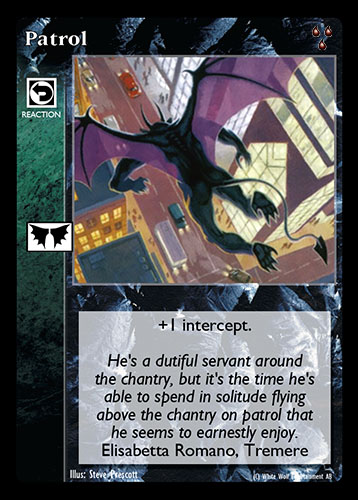 Patrol
REACTION
+1 intercept.
He's a dutiful servant around
the chantry, but it's the time he's
able to spend in solitude flying
above the chantry on patrol that
he seems to earnestly enjoy.
Elisabetta Romano, Tremere
Illus: Steve Prescott
(C) White Wolf Entertainment AB